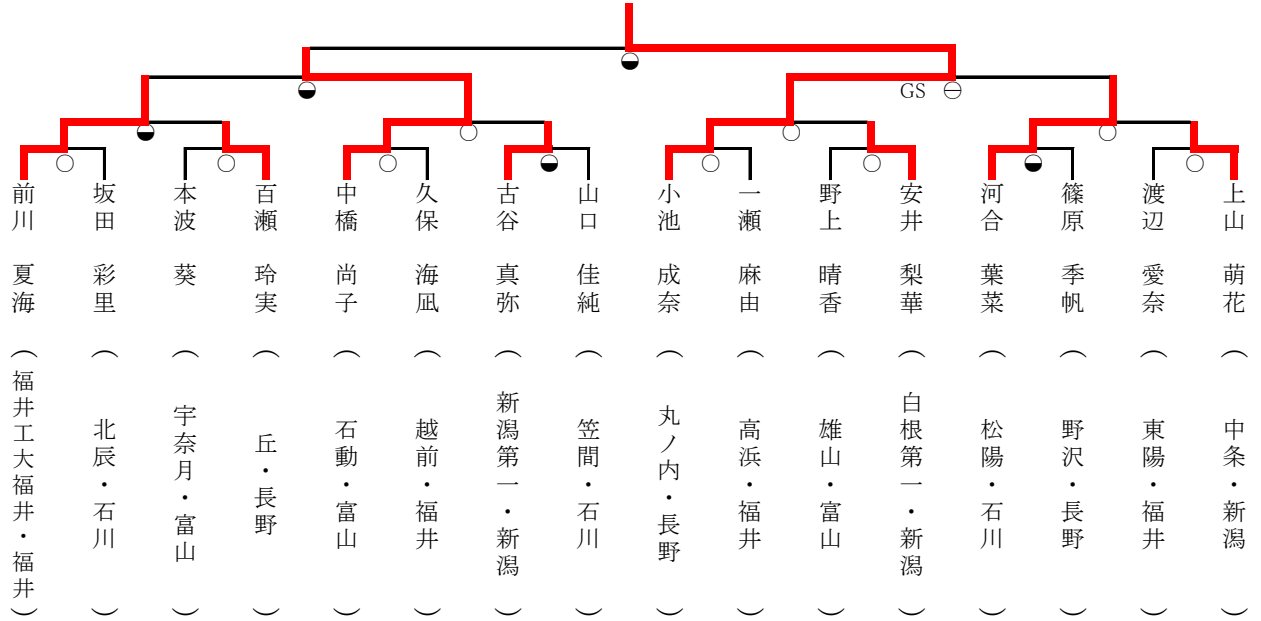 GS
前川 夏海 （福井工大福井・福井）
坂田 彩里 （北辰・石川）
本波 葵 （宇奈月・富山）
百瀬 玲実 （丘・長野）
中橋 尚子 （石動・富山）
久保 海凪 （越前・福井）
古谷 真弥 （新潟第一・新潟）
山口 佳純 （笠間・石川）
小池 成奈 （丸ノ内・長野）
一瀬 麻由 （高浜・福井）
野上 晴香 （雄山・富山）
安井 梨華 （白根第一・新潟）
河合 葉菜 （松陽・石川）
篠原 季帆 （野沢・長野）
渡辺 愛奈 （東陽・福井）
上山 萌花 （中条・新潟）